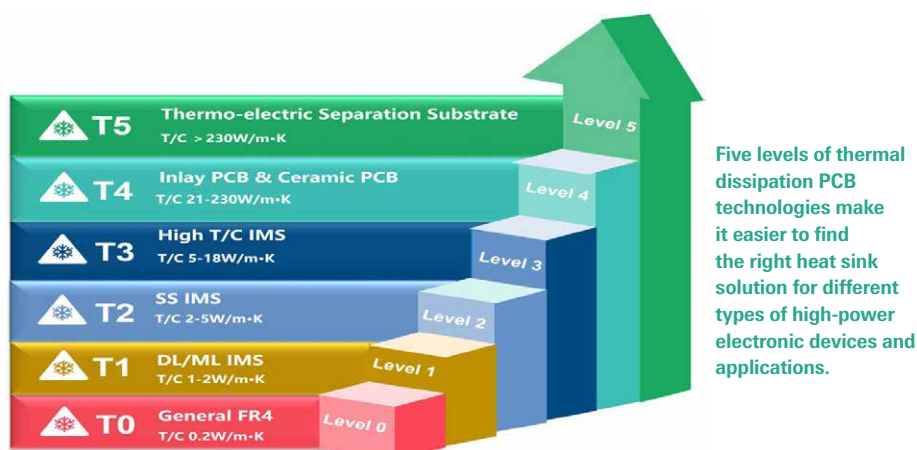 T5
Thermo-electric Separation Substrate
T/C >230W/m•K
Level 5
T4
Inlay PCB & Ceramic PCB
T/C 21-230W/m•K
Level 4
T3
High T/C IMS
T/C 5-18W/m•K
Level 3
T2
SS IMS
T/C 2-5W/m•K
Level 2
T1
DL/ML IMS
T/C 1-2W/m•K
Level 1
T0
General FR4
T/C 0.2W/m•K
Level 0
Five levels of thermal
dissipation PCB
technologies make
it easier to find
the right heat sink
solution for different
types of high-power
electronic devices and
applications.